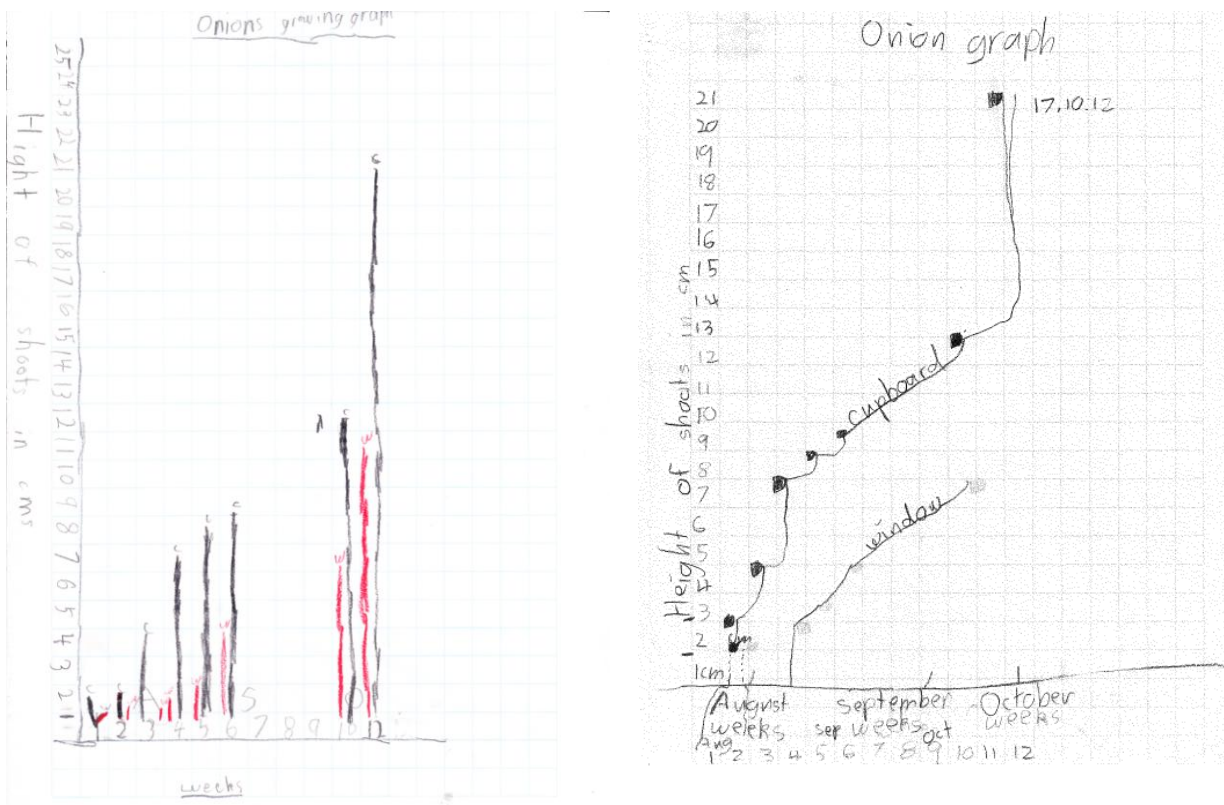 Onions growing graph
25 24 23 22 21 20 19 18 17 16 15 14 13 12 11 10 9 8 7 6 5 4 3 2 1
Hight of shoots in cms
1 2 3 4 5 6 7 8 9 10 12
A S O
weeks
Onion graph
21
17.10.12
20
19
18
17
16
15
14
13
12
11
10
9
8
7
6
5
4
3
2
1cm
Height of shoots in cm
cupboard
window
cm
August september October
weeks sep weeks Oct weeks
Aug
1 2 3 4 5 6 7 8 9 10 11 12